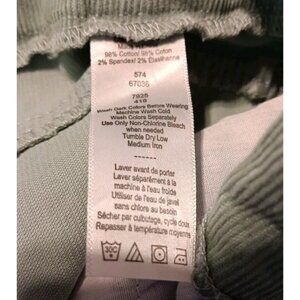 98% Cotton/ 98% Coton
2% Spandex/ 2% Élasthanne
574
67036
7925
410
Wash Dark Colors Before Wearing
Machine Wash Cold
Wash Colors Separately
Use Only Non-Chlorine Bleach
when needed
Tumble Dry Low
Medium Iron
------
Laver avant de porter
Laver séparément à
la machine à l'eau froide
Utiliser de l'eau de javel
sans chlore au besoin
Sécher par culbutage, cycle doux
Repasser à température moyenne
30C